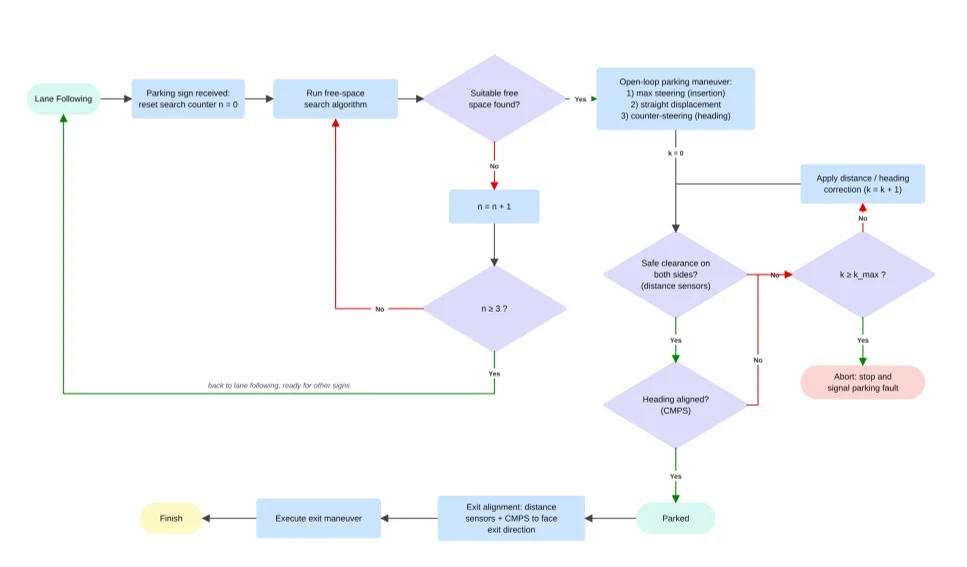 Lane Following
Parking sign received:
reset search counter n = 0
Run free-space
search algorithm
Suitable free
space found?
Yes
Open-loop parking maneuver:
1) max steering (insertion)
2) straight displacement
3) counter-steering (heading)
No
k = 0
n = n + 1
Apply distance / heading
correction (k = k + 1)
No
Safe clearance on
both sides?
(distance sensors)
No
k ≥ k_max ?
n ≥ 3 ?
No
Yes
Yes
Yes
No
back to lane following, ready for other signs
Abort: stop and
signal parking fault
Heading aligned?
(CMPS)
Yes
Finish
Execute exit maneuver
Exit alignment: distance
sensors + CMPS to face
exit direction
Parked